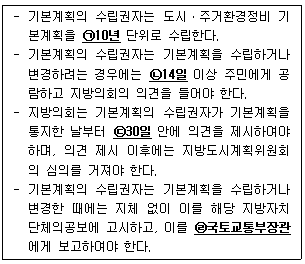 - 기본계획의 수립권자는 도시·주거환경정비 기
본계획을 ㉠10년 단위로 수립한다.
- 기본계획의 수립권자는 기본계획을 수립하거나
변경하려는 경우에는 ㉡14일 이상 주민에게 공
람하고 지방의회의 의견을 들어야 한다.
- 지방의회는 기본계획의 수립권자가 기본계획을
통지한 날부터 ㉢30일 안에 의견을 제시하여야
하며, 의견 제시 이후에는 지방도시계획위원회
의 심의를 거쳐야 한다.
- 기본계획의 수립권자는 기본계획을 수립하거나
변경한 때에는 지체 없이 이를 해당 지방자치
단체의공보에 고시하고, 이를 ㉣국토교통부장관
에게 보고하여야 한다.